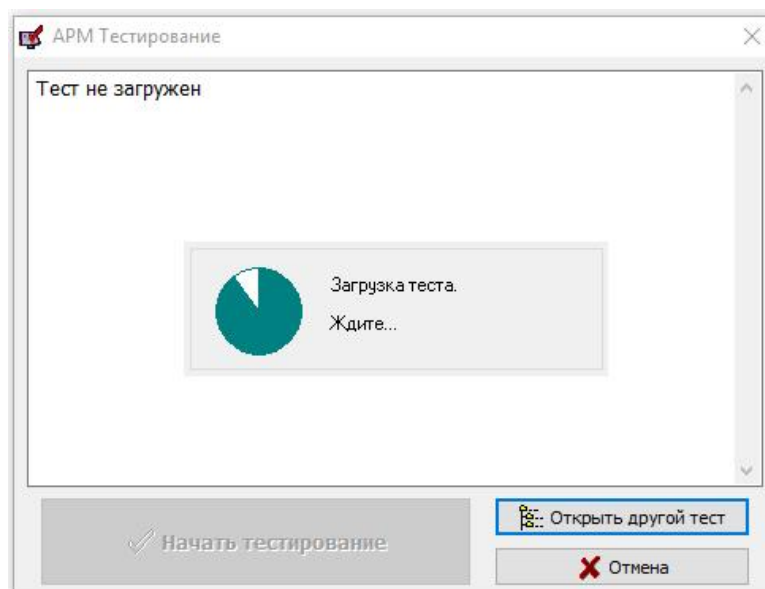 АРМ Тестирование
Тест не загружен
Загрузка теста.
Ждите...
Начать тестирование
Открыть другой тест
Отмена